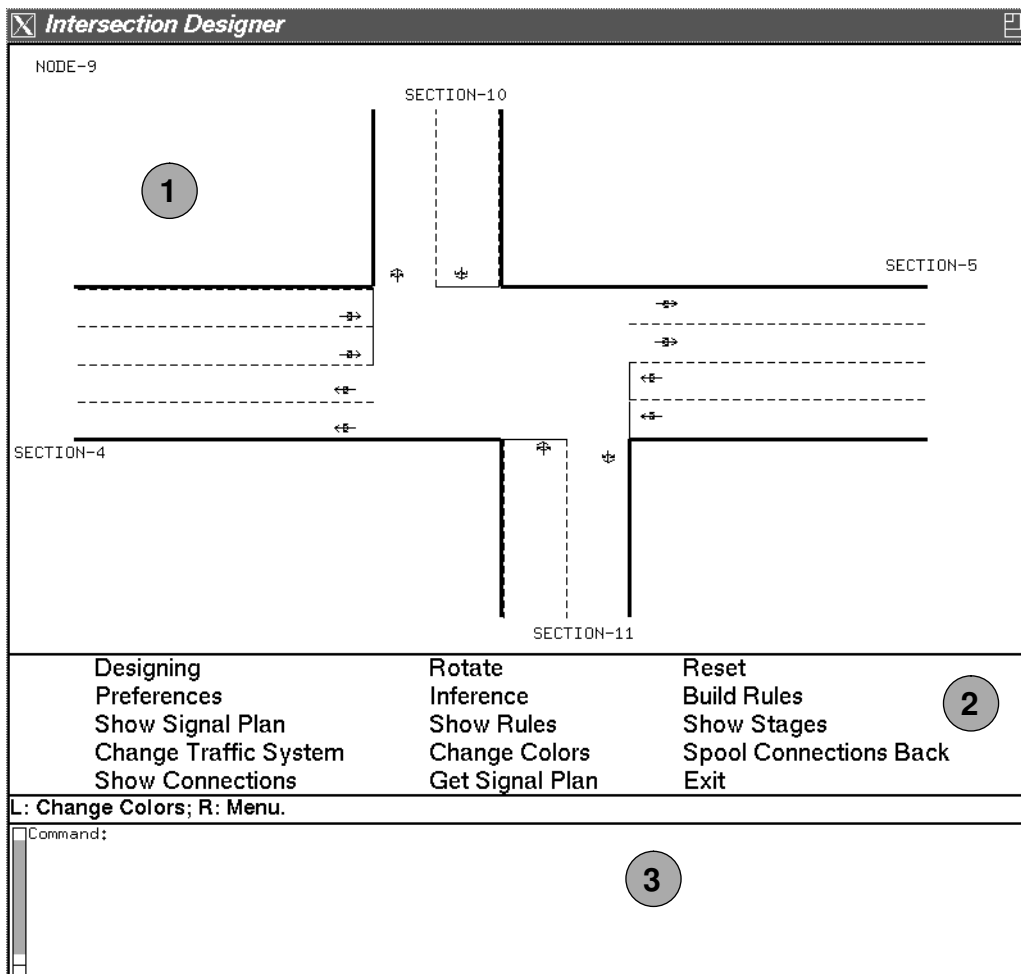 Intersection Designer
NODE-9
SECTION-10
1
SECTION-5
SECTION-4
SECTION-11
Designing Rotate Reset
Preferences Inference Build Rules
2
Show Signal Plan Show Rules Show Stages
Change Traffic System Change Colors Spool Connections Back
Show Connections Get Signal Plan Exit
L: Change Colors; R: Menu.
Command:
3